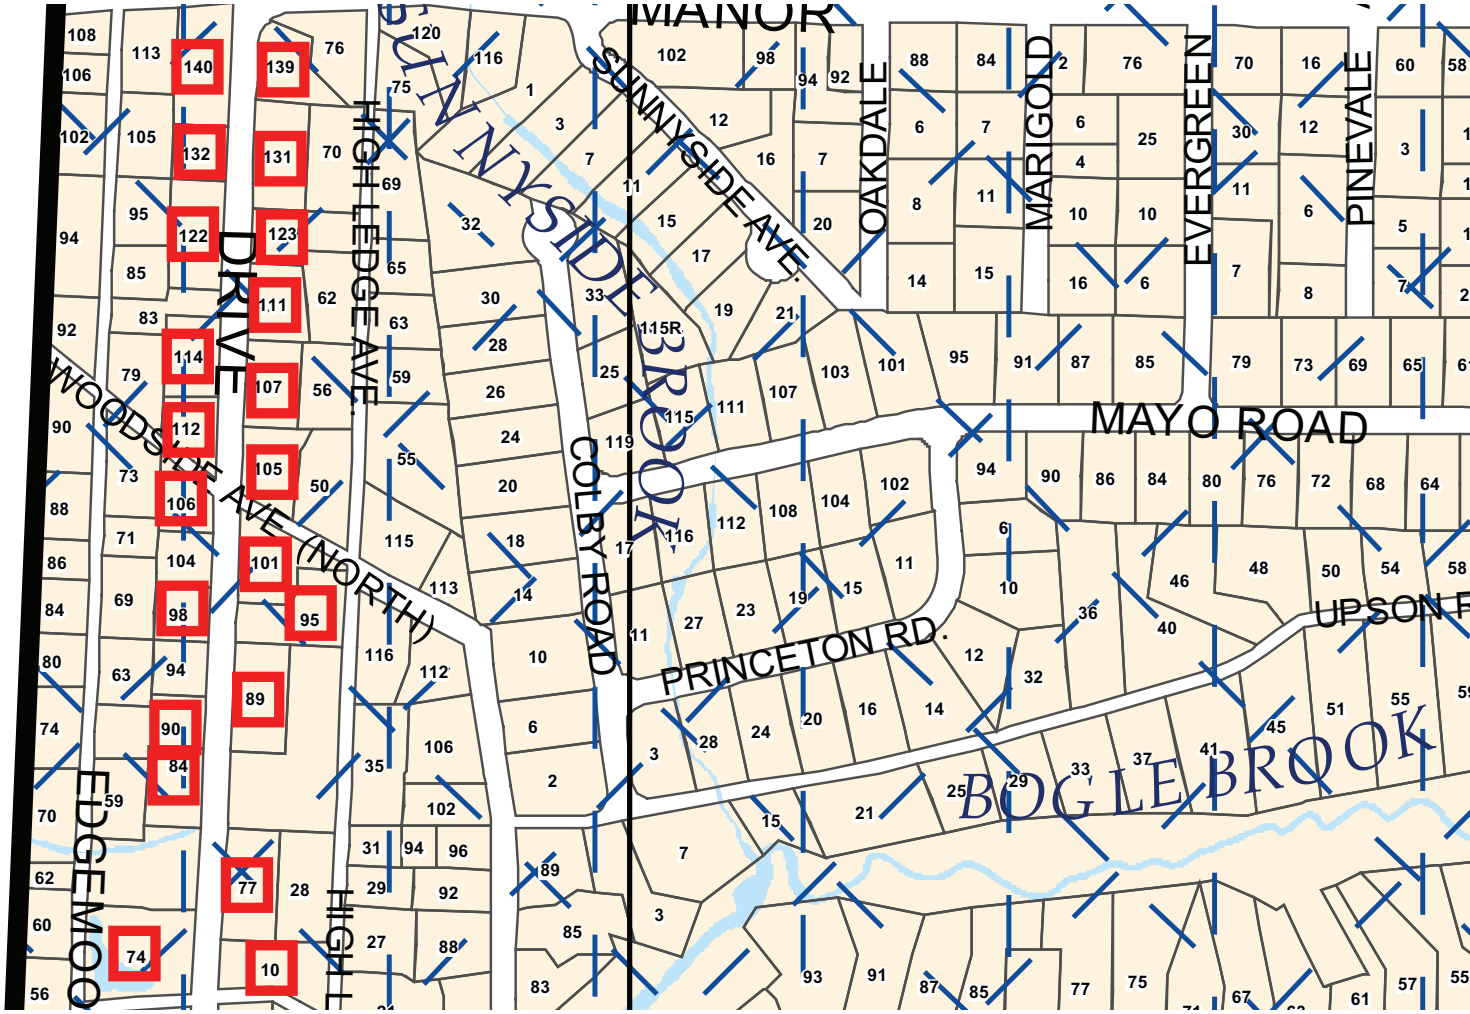 MANOR
108 113 140 139 76 120 116 102 98 94 92 88 84 2 76 70 16 60 58
106 75 1
SUNNYSIDE BROOK
SUNNYSIDE AVE.
OAKDALE
MARIGOLD
EVERGREEN
PINEVALE
HIGH LEDGE AVE.
102 105 132 131 70 3 12 6 7 6 25 30 12 3
7 16 7 4
95 122 123 69 32 11 15 20 8 11 10 10 11 6 5
94 85 65 17 14 15 16 6 7 8 7
DRIVE
92 83 111 62 63 30 33 19 21
28 115R
114 79 107 56 59 26 25 115 111 107 103 101 95 91 87 85 79 73 69 65
WOODSIDE AVE (NORTH)
MAYO ROAD
90 112 105 55 24 119
73 106 50 20 102 94 90 86 84 80 76 72 68 64
COLBY ROAD
88 71 104 101 115 18 17 116 112 108 104 6
86 69 98 95 113 14 11 27 23 19 15 11 10 46 48 50 54 58
84 36 40
UPSON R
PRINCETON RD.
80 63 94 89 116 112 10 12 32
74 90 106 6 3 28 24 20 16 14 29 33 37 41 45 51 55
84 35 2 25
70 59 102 15 21
BOGLE BROOK
EDGEMOO
62 77 28 31 94 96 89 7
29 92
60 74 10 27 88 85 3
HIGH L
56 83 93 91 87 85 77 75 67 61 57 55